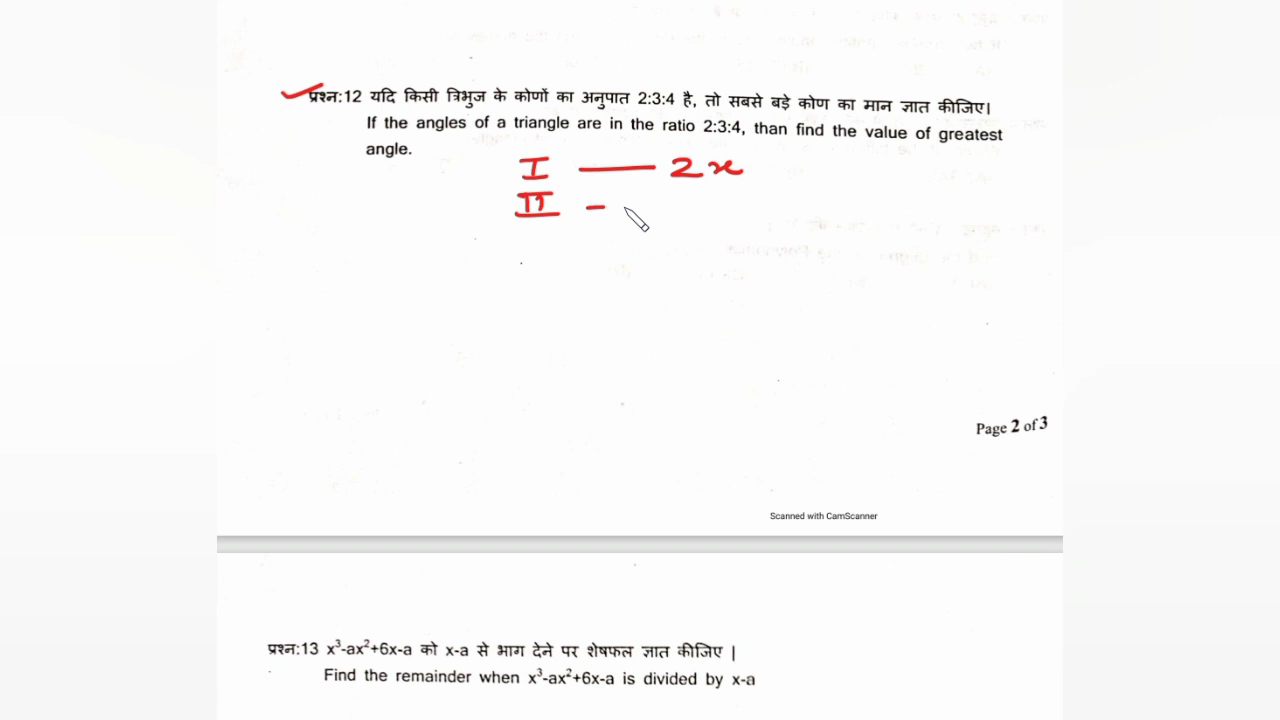 प्रश्न:12 यदि किसी त्रिभुज के कोणों का अनुपात 2:3:4 है, तो सबसे बड़े कोण का मान ज्ञात कीजिए।
If the angles of a triangle are in the ratio 2:3:4, than find the value of greatest
angle.
I — 2x
II -
Page 2 of 3
Scanned with CamScanner
प्रश्न:13 x³-ax²+6x-a को x-a से भाग देने पर शेषफल ज्ञात कीजिए |
Find the remainder when x³-ax²+6x-a is divided by x-a